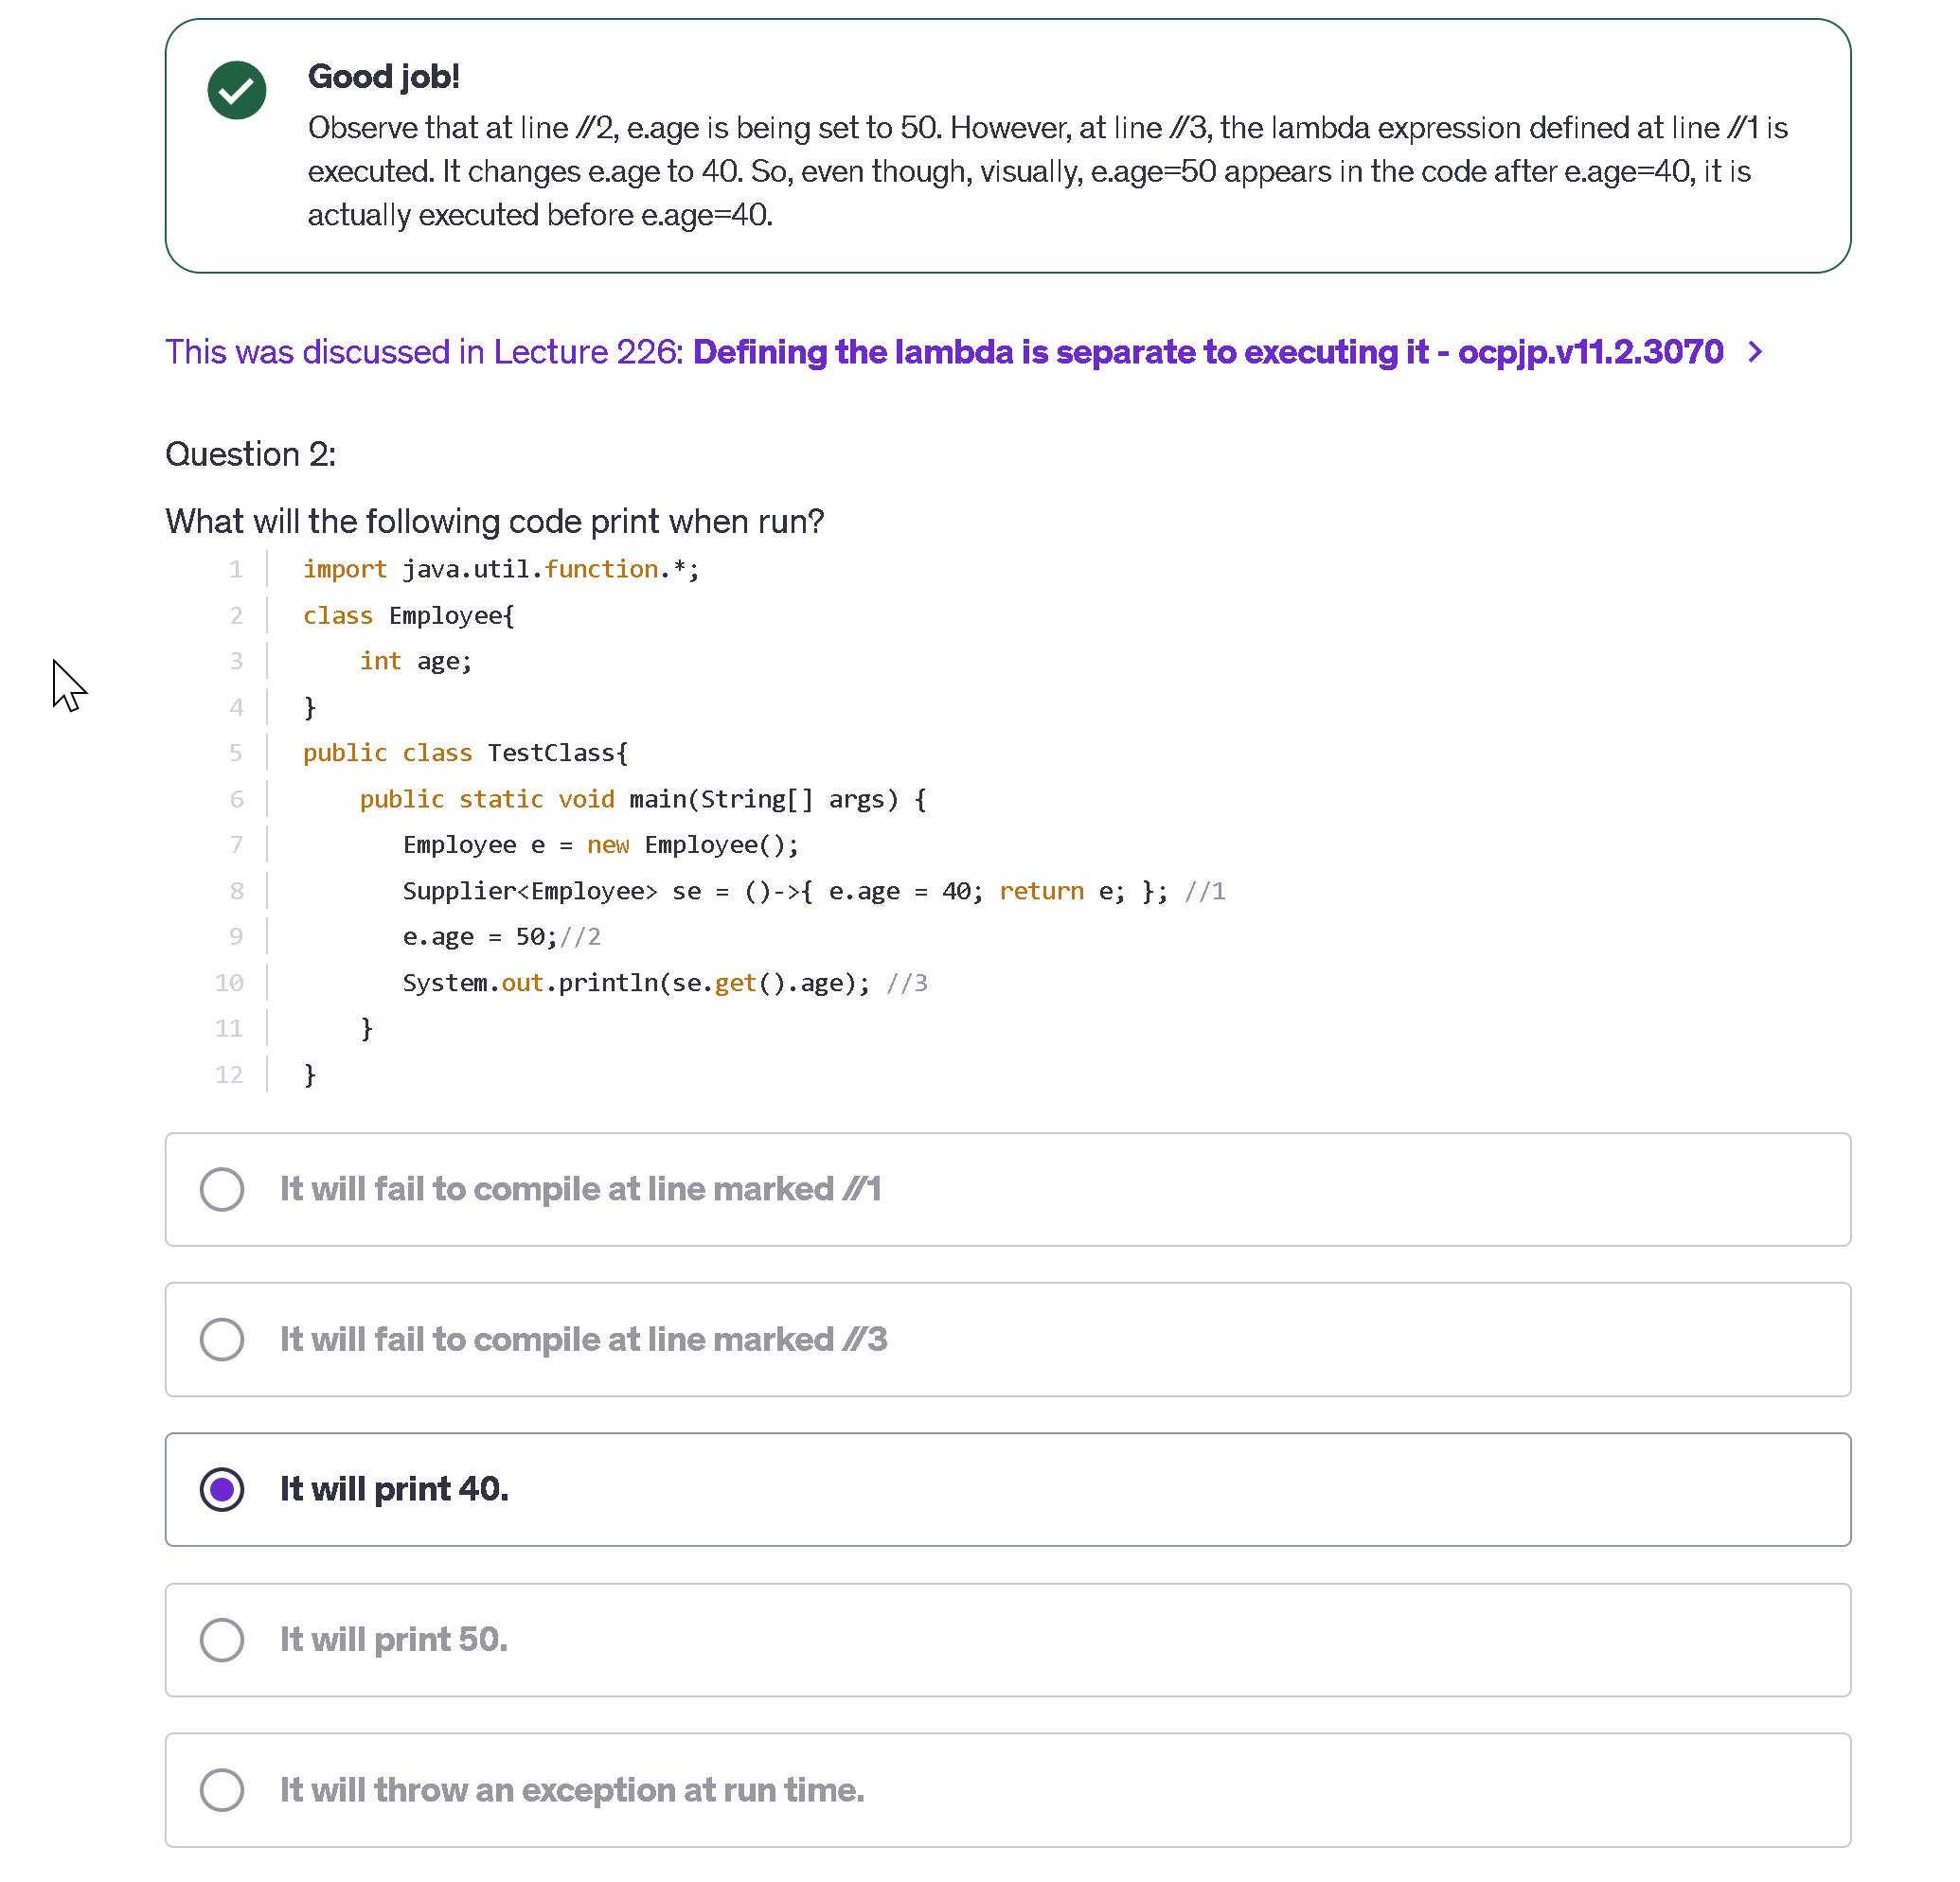 Good job!
Observe that at line //2, e.age is being set to 50. However, at line //3, the lambda expression defined at line //1 is
executed. It changes e.age to 40. So, even though, visually, e.age=50 appears in the code after e.age=40, it is
actually executed before e.age=40.
This was discussed in Lecture 226: Defining the lambda is separate to executing it - ocpjp.v11.2.3070
Question 2:
What will the following code print when run?
1 import java.util.function.*;
2 class Employee{
3     int age;
4 }
5 public class TestClass{
6     public static void main(String[] args) {
7        Employee e = new Employee();
8        Supplier<Employee> se = ()->{ e.age = 40; return e; }; //1
9        e.age = 50;//2
10        System.out.println(se.get().age); //3
11     }
12 }
It will fail to compile at line marked //1
It will fail to compile at line marked //3
It will print 40.
It will print 50.
It will throw an exception at run time.